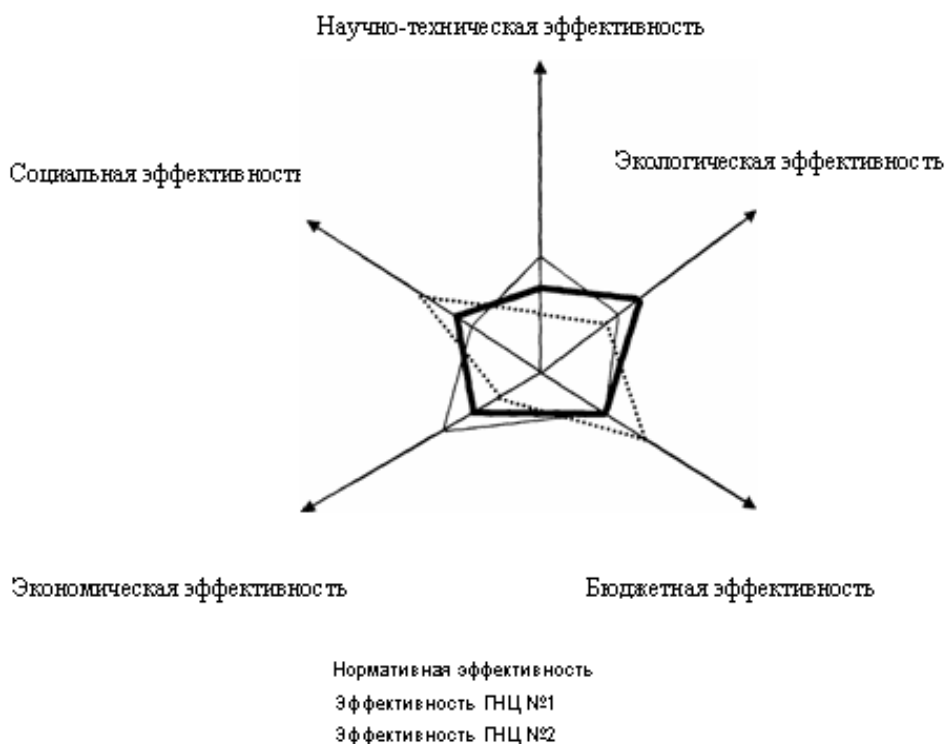 Научно-техническая эффективность
Социальная эффективность
Экологическая эффективность
Экономическая эффективность
Бюджетная эффективность
Нормативная эффективность
Эффективность ГНЦ №1
Эффективность ГНЦ №2